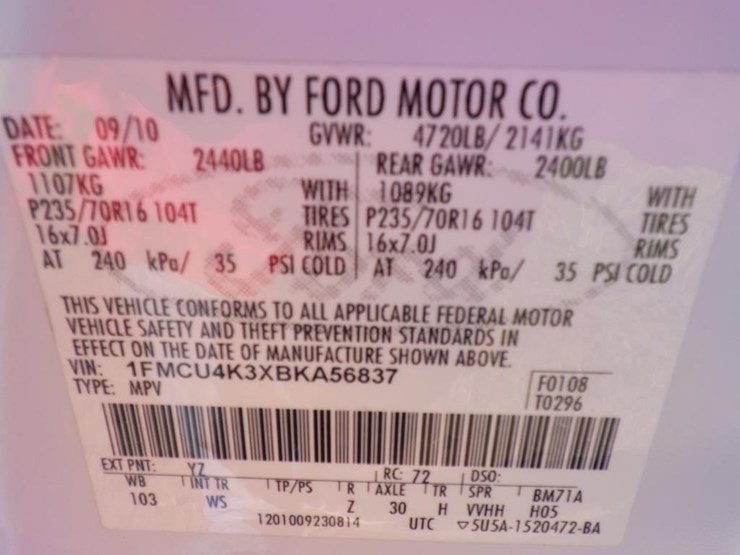 MFD. BY FORD MOTOR CO.
DATE: 09/10 GVWR: 4720LB/ 2141KG
FRONT GAWR: 2440LB REAR GAWR: 2400LB
1107KG WITH 1089KG WITH
P235/70R16 104T TIRES P235/70R16 104T TIRES
16x7.0J RIMS 16x7.0J RIMS
AT 240 kPa/ 35 PSI COLD AT 240 kPa/ 35 PSI COLD
THIS VEHICLE CONFORMS TO ALL APPLICABLE FEDERAL MOTOR
VEHICLE SAFETY AND THEFT PREVENTION STANDARDS IN
EFFECT ON THE DATE OF MANUFACTURE SHOWN ABOVE.
VIN: 1FMCU4K3XBKA56837 F0108
TYPE: MPV T0296
EXT PNT: YZ RC: 72 DSO:
WB INT TR TP/PS R AXLE TR SPR BM71A
103 WS Z 30 H VVHH H05
1201009230814 UTC ▽5U5A-1520472-BA